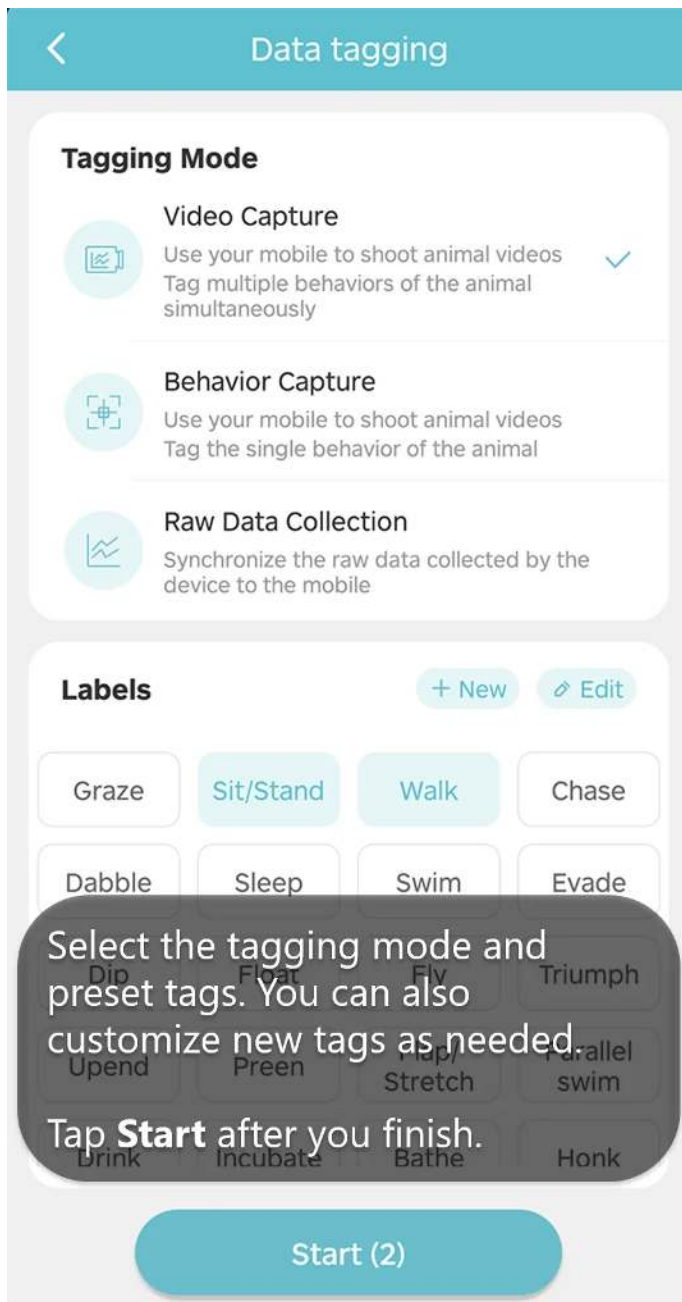 Data tagging
Tagging Mode
Video Capture
Use your mobile to shoot animal videos
Tag multiple behaviors of the animal
simultaneously
Behavior Capture
Use your mobile to shoot animal videos
Tag the single behavior of the animal
Raw Data Collection
Synchronize the raw data collected by the
device to the mobile
Labels
+ New
Edit
Graze Sit/Stand Walk Chase
Dabble Sleep Swim Evade
Select the tagging mode and
preset tags. You can also
customize new tags as needed.
Tap Start after you finish.
Dip Float Fly Triumph
Upend Preen Flap/
Stretch
Parallel
swim
Drink Incubate Bathe Honk
Start (2)